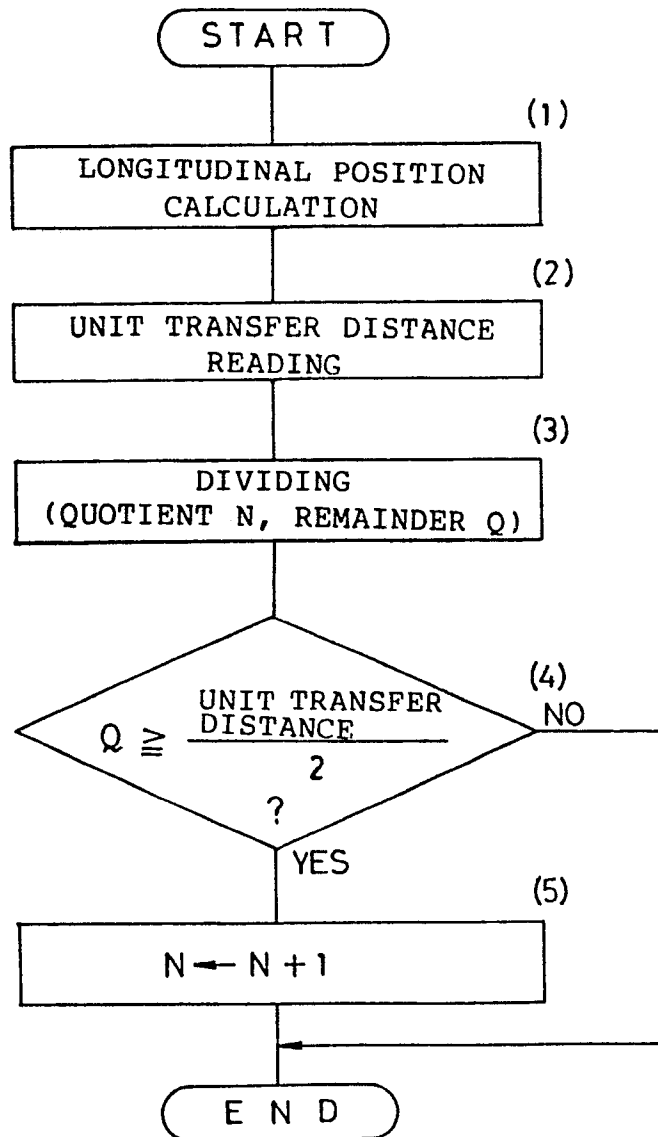 START
(1)
LONGITUDINAL POSITION
CALCULATION
(2)
UNIT TRANSFER DISTANCE
READING
(3)
DIVIDING
(QUOTIENT N, REMAINDER Q)
(4)
Q ≧ UNIT TRANSFER
DISTANCE
2
?
NO
YES
(5)
N ← N + 1
END